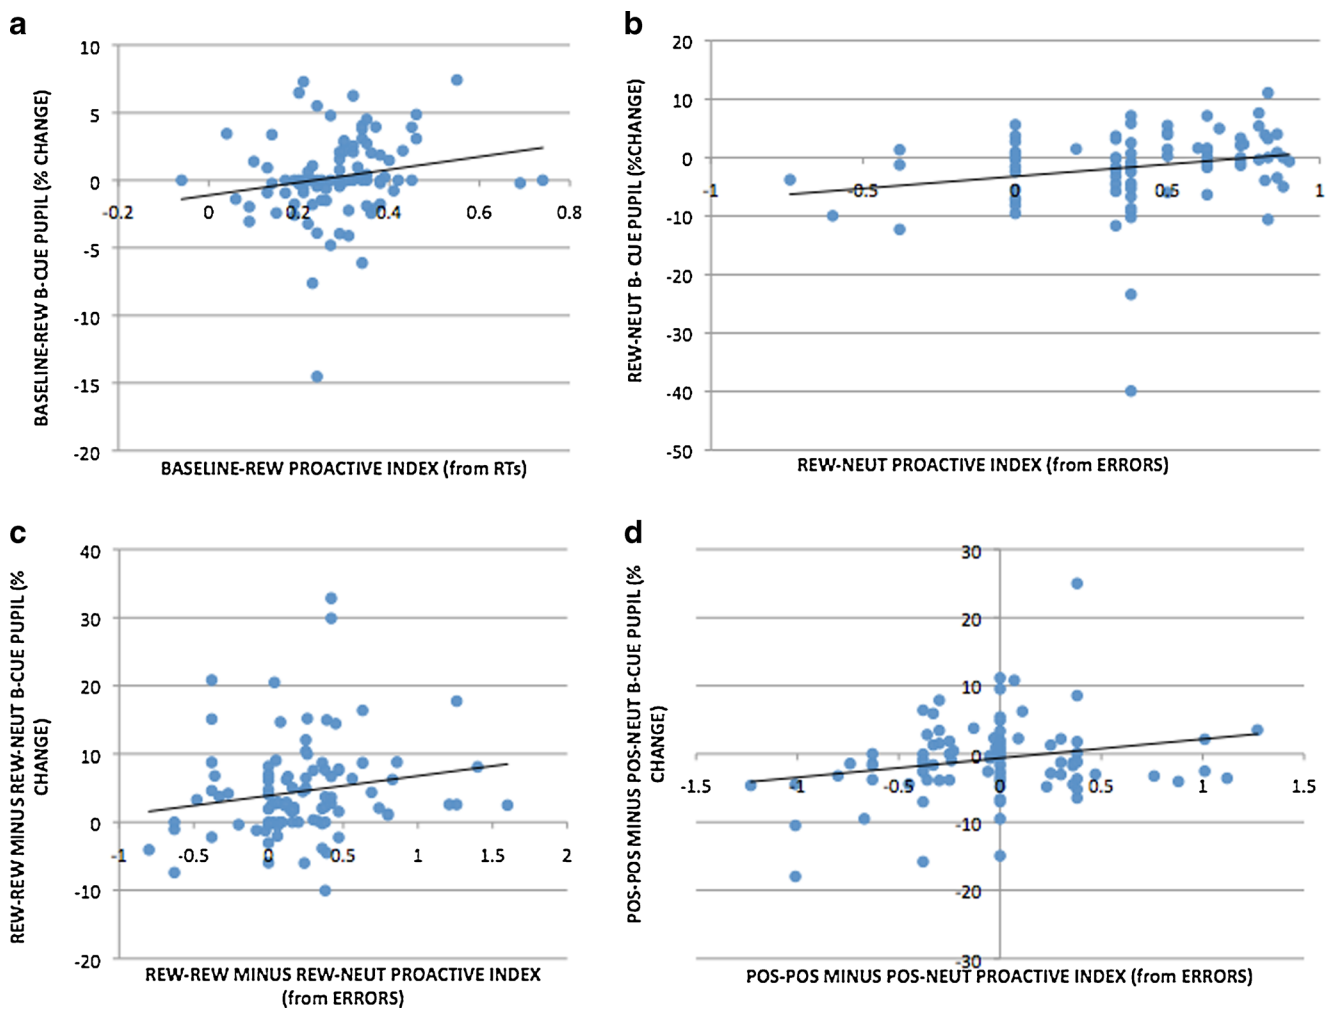 a
10
5
0
-5
-10
-15
-20
-0.2 0 0.2 0.4 0.6 0.8
BASELINE-REW B-CUE PUPIL (% CHANGE)
BASELINE-REW PROACTIVE INDEX (from RTs)
b
20
10
0
-10
-20
-30
-40
-50
-1 -0.5 0 0.5 1
REW-NEUT B- CUE PUPIL (%CHANGE)
REW-NEUT PROACTIVE INDEX (from ERRORS)
c
40
30
20
10
0
-10
-20
-1 -0.5 0 0.5 1 1.5 2
REW-REW MINUS REW-NEUT B-CUE PUPIL (%
CHANGE)
REW-REW MINUS REW-NEUT PROACTIVE INDEX
(from ERRORS)
d
30
20
10
0
-10
-20
-30
-1.5 -1 -0.5 0 0.5 1 1.5
POS-POS MINUS POS-NEUT B-CUE PUPIL (%
CHANGE)
POS-POS MINUS POS-NEUT PROACTIVE INDEX (from ERRORS)